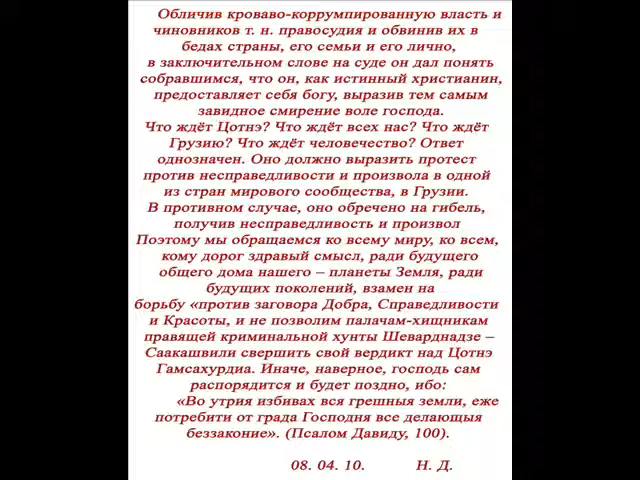 Обличив кроваво-коррумпированную власть и
чиновников т. н. правосудия и обвинив их в
бедах страны, его семьи и его лично,
в заключительном слове на суде он дал понять
собравшимся, что он, как истинный христианин,
предоставляет себя богу, выразив тем самым
завидное смирение воле господа.
Что ждёт Цотнэ? Что ждёт всех нас? Что ждёт
Грузию? Что ждёт человечество? Ответ
однозначен. Оно должно выразить протест
против несправедливости и произвола в одной
из стран мирового сообщества, в Грузии.
В противном случае, оно обречено на гибель,
получив несправедливость и произвол
Поэтому мы обращаемся ко всему миру, ко всем,
кому дорог здравый смысл, ради будущего
общего дома нашего – планеты Земля, ради
будущих поколений, взамен на
борьбу «против заговора Добра, Справедливости
и Красоты, и не позволим палачам-хищникам
правящей криминальной хунты Шеварднадзе –
Саакашвили свершить свой вердикт над Цотнэ
Гамсахурдиа. Иначе, наверное, господь сам
распорядится и будет поздно, ибо:
«Во утрия избивах вся грешныя земли, еже
потребити от града Господня все делающыя
беззаконие». (Псалом Давиду, 100).
08. 04. 10. Н. Д.